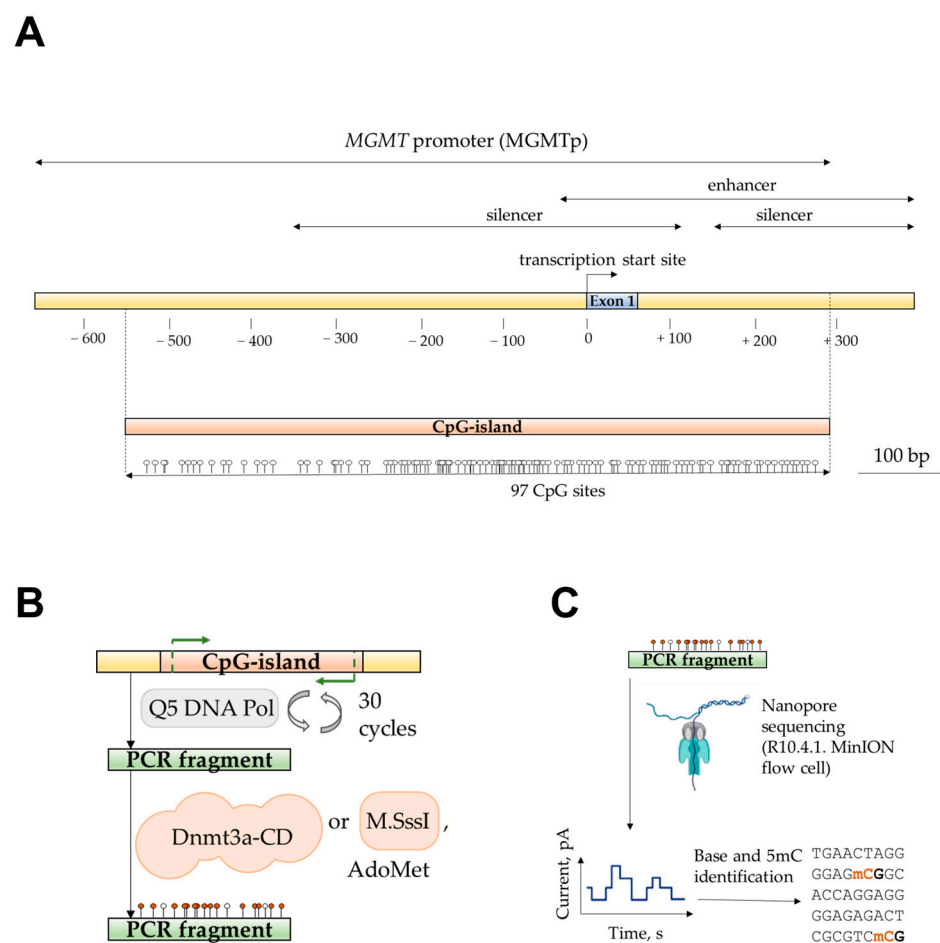 A
MGMT promoter (MGMTp)
enhancer
silencer
silencer
transcription start site
Exon 1
– 600
– 500
– 400
– 300
– 200
– 100
0
+ 100
+ 200
+ 300
CpG-island
97 CpG sites
100 bp
B
CpG-island
Q5 DNA Pol
30
cycles
PCR fragment
Dnmt3a-CD
or
M.SssI
,
AdoMet
PCR fragment
C
PCR fragment
Nanopore
sequencing
(R10.4.1. MinION
flow cell)
Current, pA
Time, s
Base and 5mC
identification
TGAACTAGG
GGAGmCGGC
ACCAGGAGG
GGAGAGACT
CGCGTCmCG